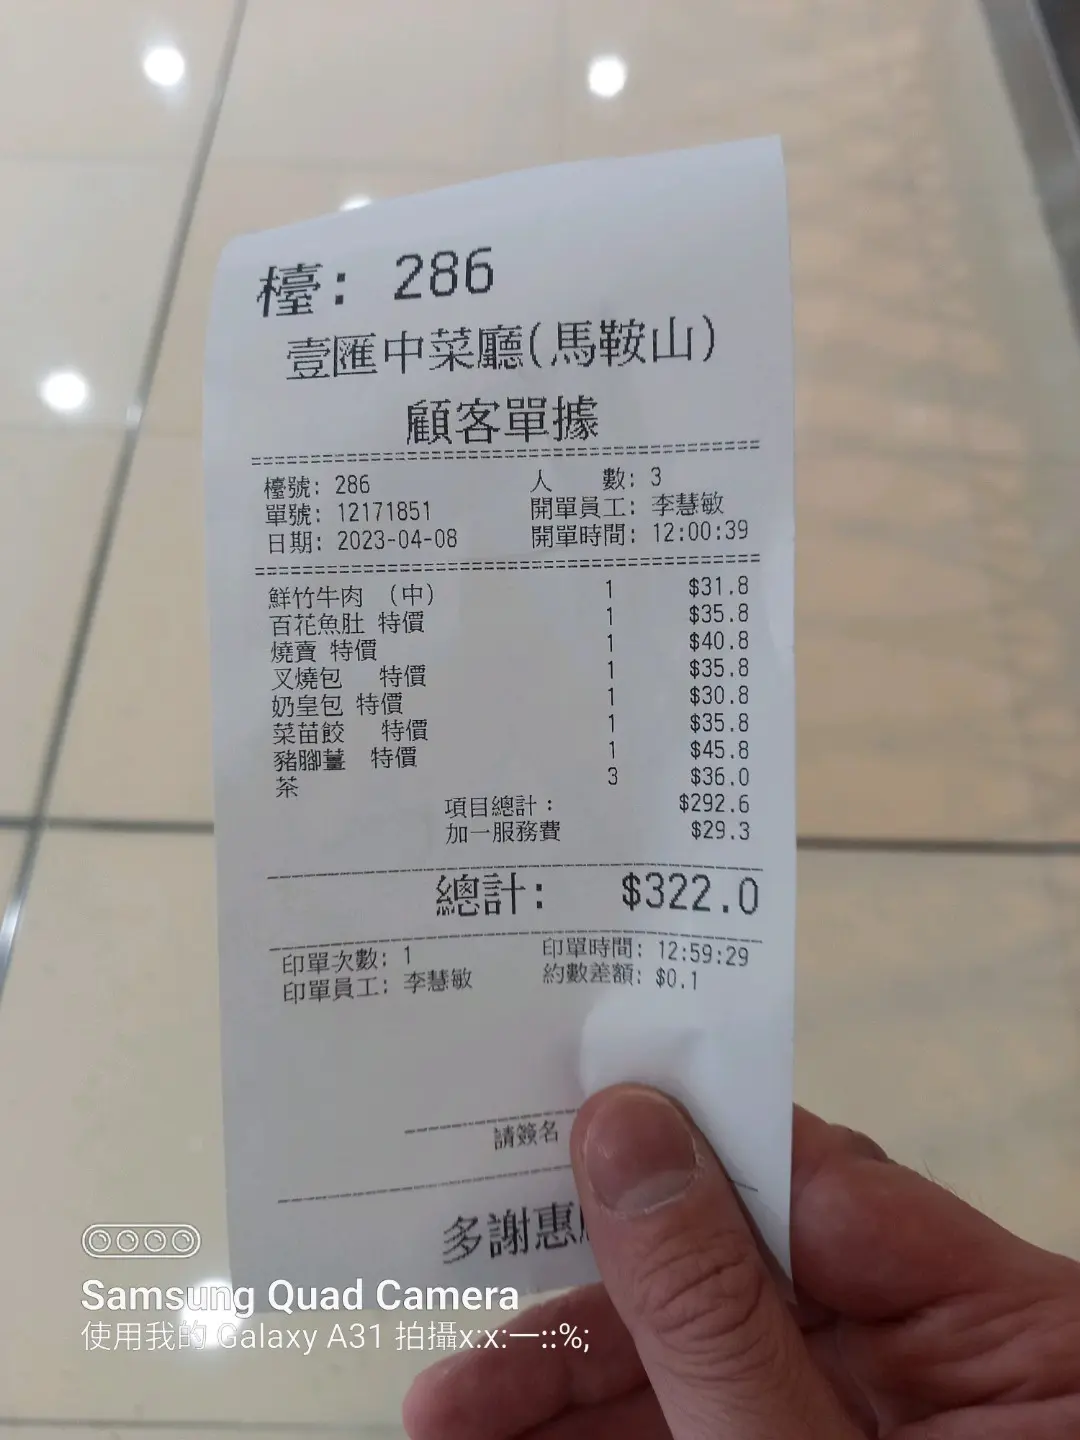 檯: 286
壹匯中菜廳(馬鞍山)
顧客單據
檯號: 286 人 數: 3
單號: 12171851 開單員工: 李慧敏
日期: 2023-04-08 開單時間: 12:00:39
鮮竹牛肉 (中) 1 $31.8
百花魚肚 特價 1 $35.8
燒賣 特價 1 $40.8
叉燒包 特價 1 $35.8
奶皇包 特價 1 $30.8
菜苗餃 特價 1 $35.8
豬腳薑 特價 1 $45.8
茶 3 $36.0
項目總計: $292.6
加一服務費 $29.3
總計: $322.0
印單次數: 1 印單時間: 12:59:29
印單員工: 李慧敏 約數差額: $0.1
請簽名
多謝惠
Samsung Quad Camera
使用我的 Galaxy A31 拍攝x:x:一::%;